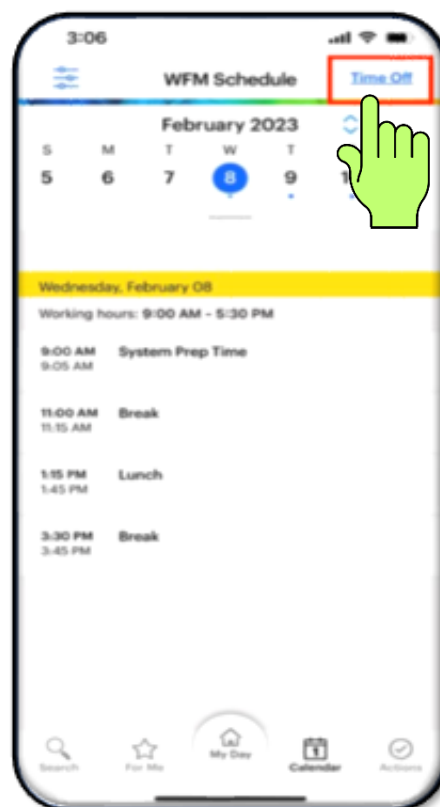 3:06
WFM Schedule Time Off
February 2023
S M T W T
5 6 7 8 9
Wednesday, February 08
Working hours: 9:00 AM - 5:30 PM
9:00 AM System Prep Time
9:05 AM
11:00 AM Break
11:15 AM
1:15 PM Lunch
1:45 PM
3:30 PM Break
3:45 PM
Search For Me My Day Calendar Actions